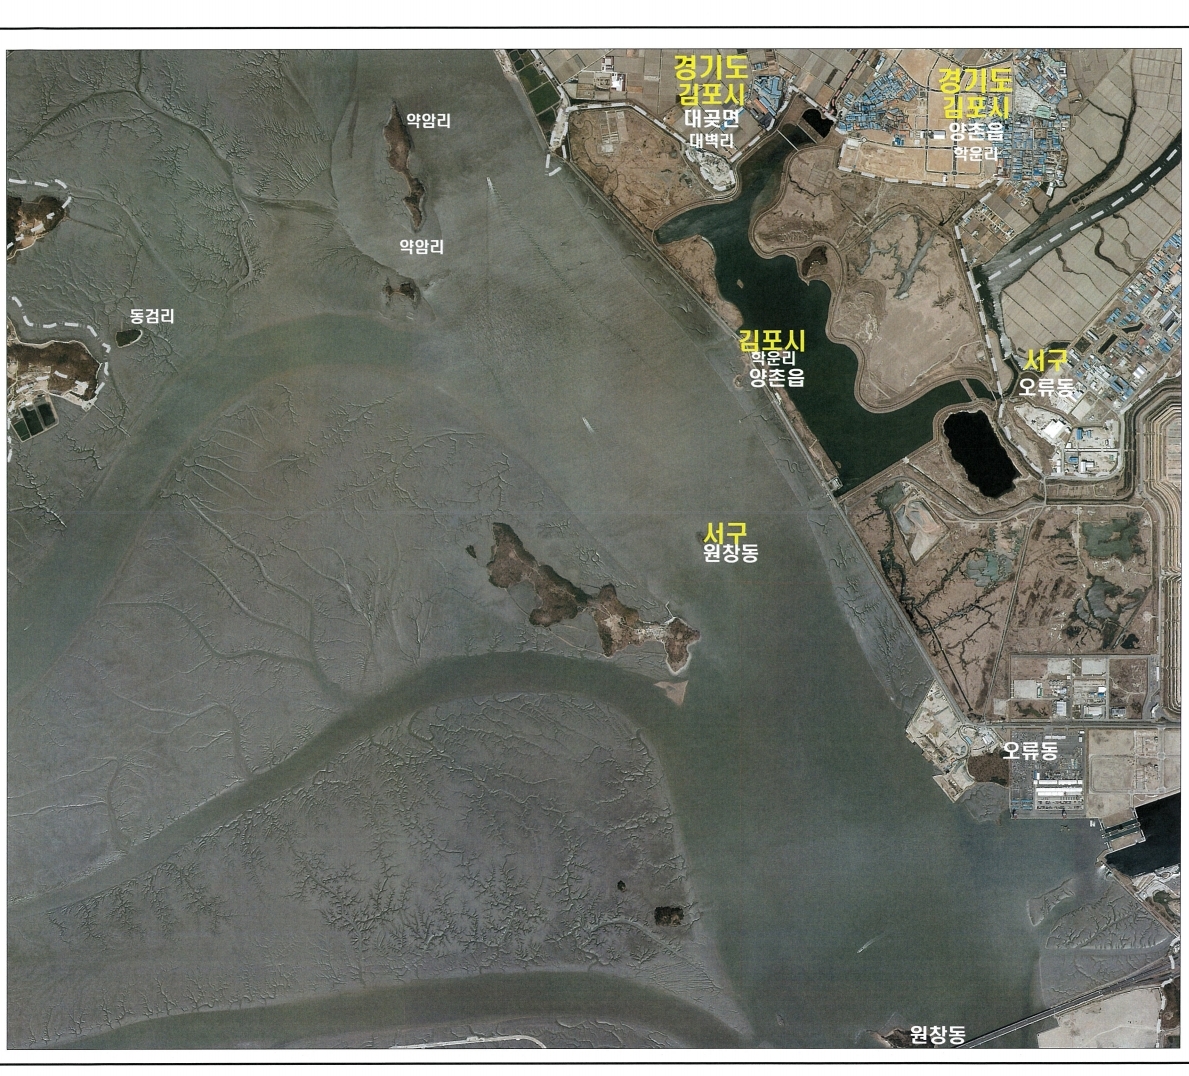 경기도
김포시
대곶면
대벽리
경기도
김포시
양촌읍
학운리
약암리
약암리
동검리
김포시
학운리
양촌읍
서구
오류동
서구
원창동
오류동
원창동